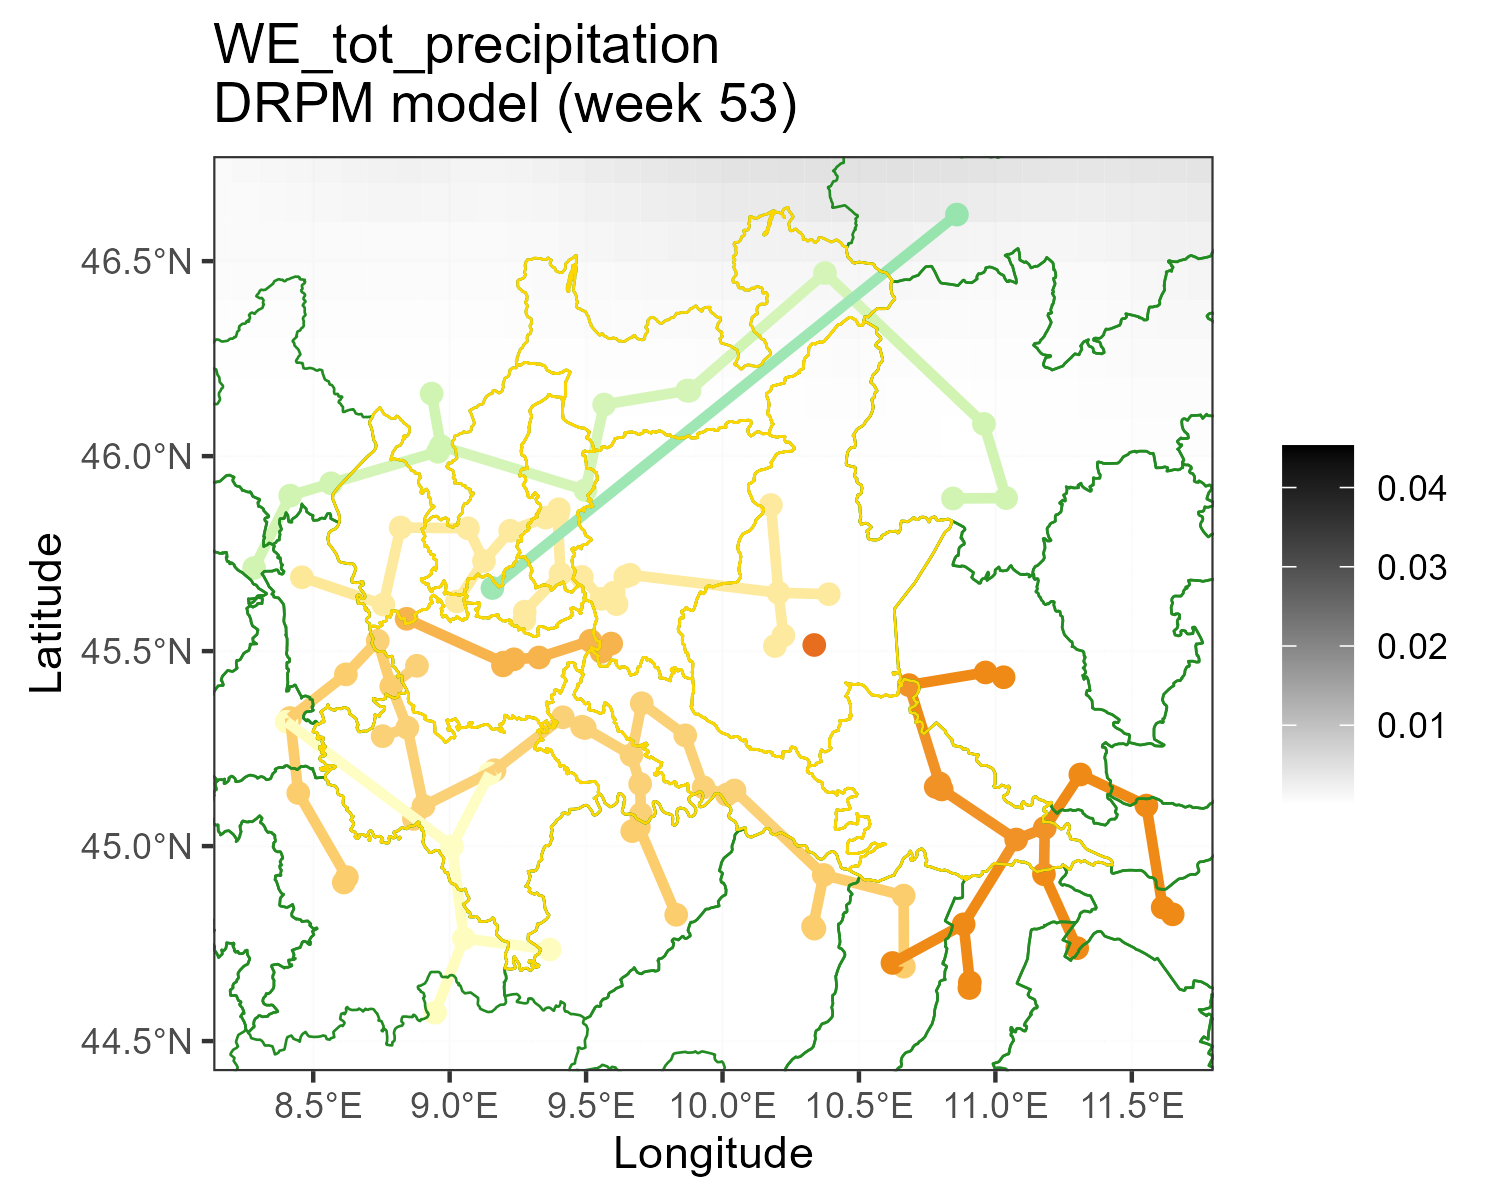 WE_tot_precipitation
DRPM model (week 53)
46.5°N
46.0°N
45.5°N
45.0°N
44.5°N
Latitude
8.5°E 9.0°E 9.5°E 10.0°E 10.5°E 11.0°E 11.5°E
Longitude
0.04
0.03
0.02
0.01